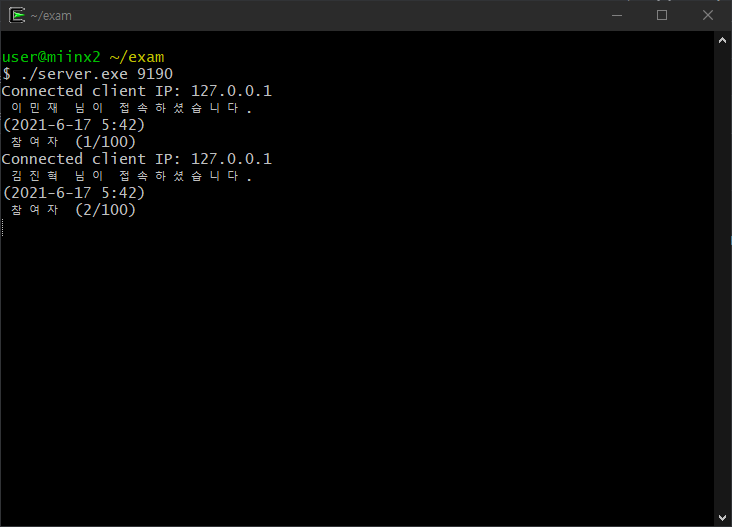 ~/exam
user@miinx2 ~/exam
$ ./server.exe 9190
Connected client IP: 127.0.0.1
이민재 님이 접속하셨습니다.
(2021-6-17 5:42)
참여자 (1/100)
Connected client IP: 127.0.0.1
김진혁 님이 접속하셨습니다.
(2021-6-17 5:42)
참여자 (2/100)